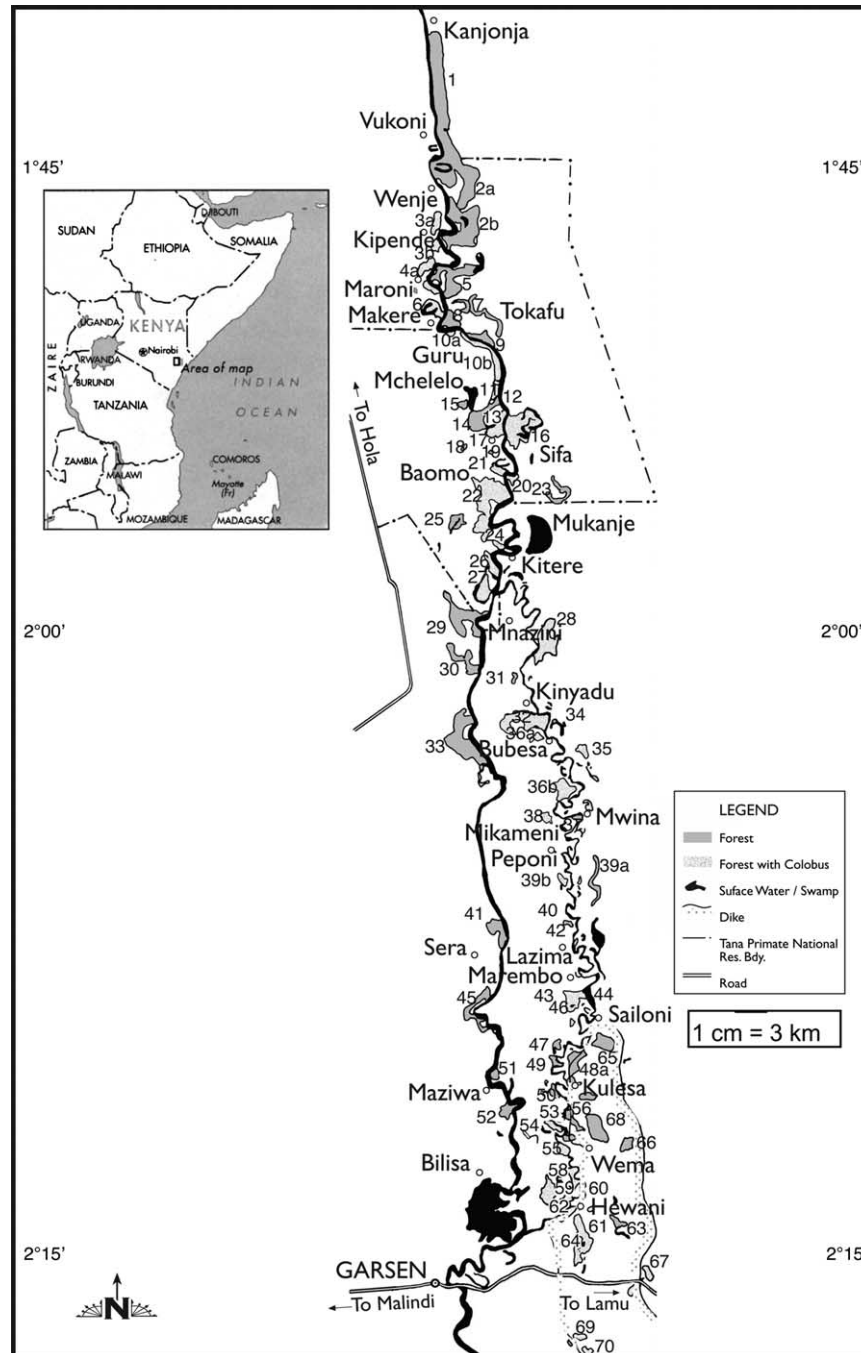 Kanjonja
1
Vukoni
1°45'
1°45'
2a
Wenje
3a
2b
Kipende
3b
4a
5
Maroni
6
7
Tokafu
Makere
8
10a
9
Guru
10b
Mchelelo
11
12
15
13
14
16
17
18
19
Sifa
21
Baomo
20
22
23
25
Mukanje
24
Kitere
26
27
To Hola
28
29
Mnazini
2°00'
2°00'
30
31
Kinyadu
32
34
36a
33
Bubesa
35
36b
38
Mwina
37
Mikameni
Peponi
39a
39b
40
41
42
Sera
Lazima
Marembo
43
44
45
46
Sailoni
47
65
49
48a
51
Kulesa
Maziwa
50
52
53
56
68
54
66
55
Wema
Bilisa
58
59
60
62
Hewani
61
63
64
2°15'
2°15'
67
GARSEN
To Malindi
To Lamu
69
70
N
SUDAN
DJIBOUTI
ETHIOPIA
SOMALIA
UGANDA
KENYA
ZAIRE
Nairobi
RWANDA
Area of map
BURUNDI
INDIAN
OCEAN
TANZANIA
ZAMBIA
COMOROS
MALAWI
Mayotte
(Fr)
MOZAMBIQUE
MADAGASCAR
LEGEND
Forest
Forest with Colobus
Suface Water / Swamp
Dike
Tana Primate National
Res. Bdy.
Road
1 cm = 3 km